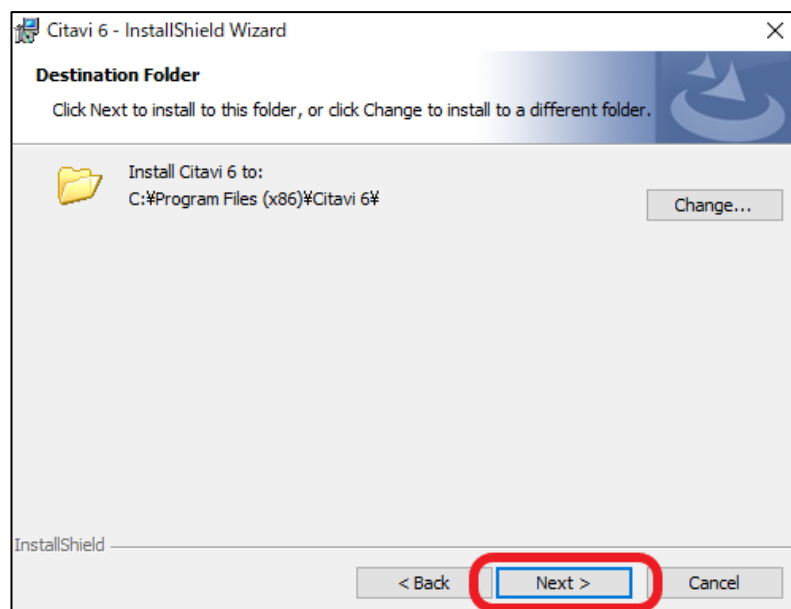 Citavi 6 - InstallShield Wizard
Destination Folder
Click Next to install to this folder, or click Change to install to a different folder.
Install Citavi 6 to:
C:¥Program Files (x86)¥Citavi 6¥
Change...
InstallShield
< Back
Next >
Cancel